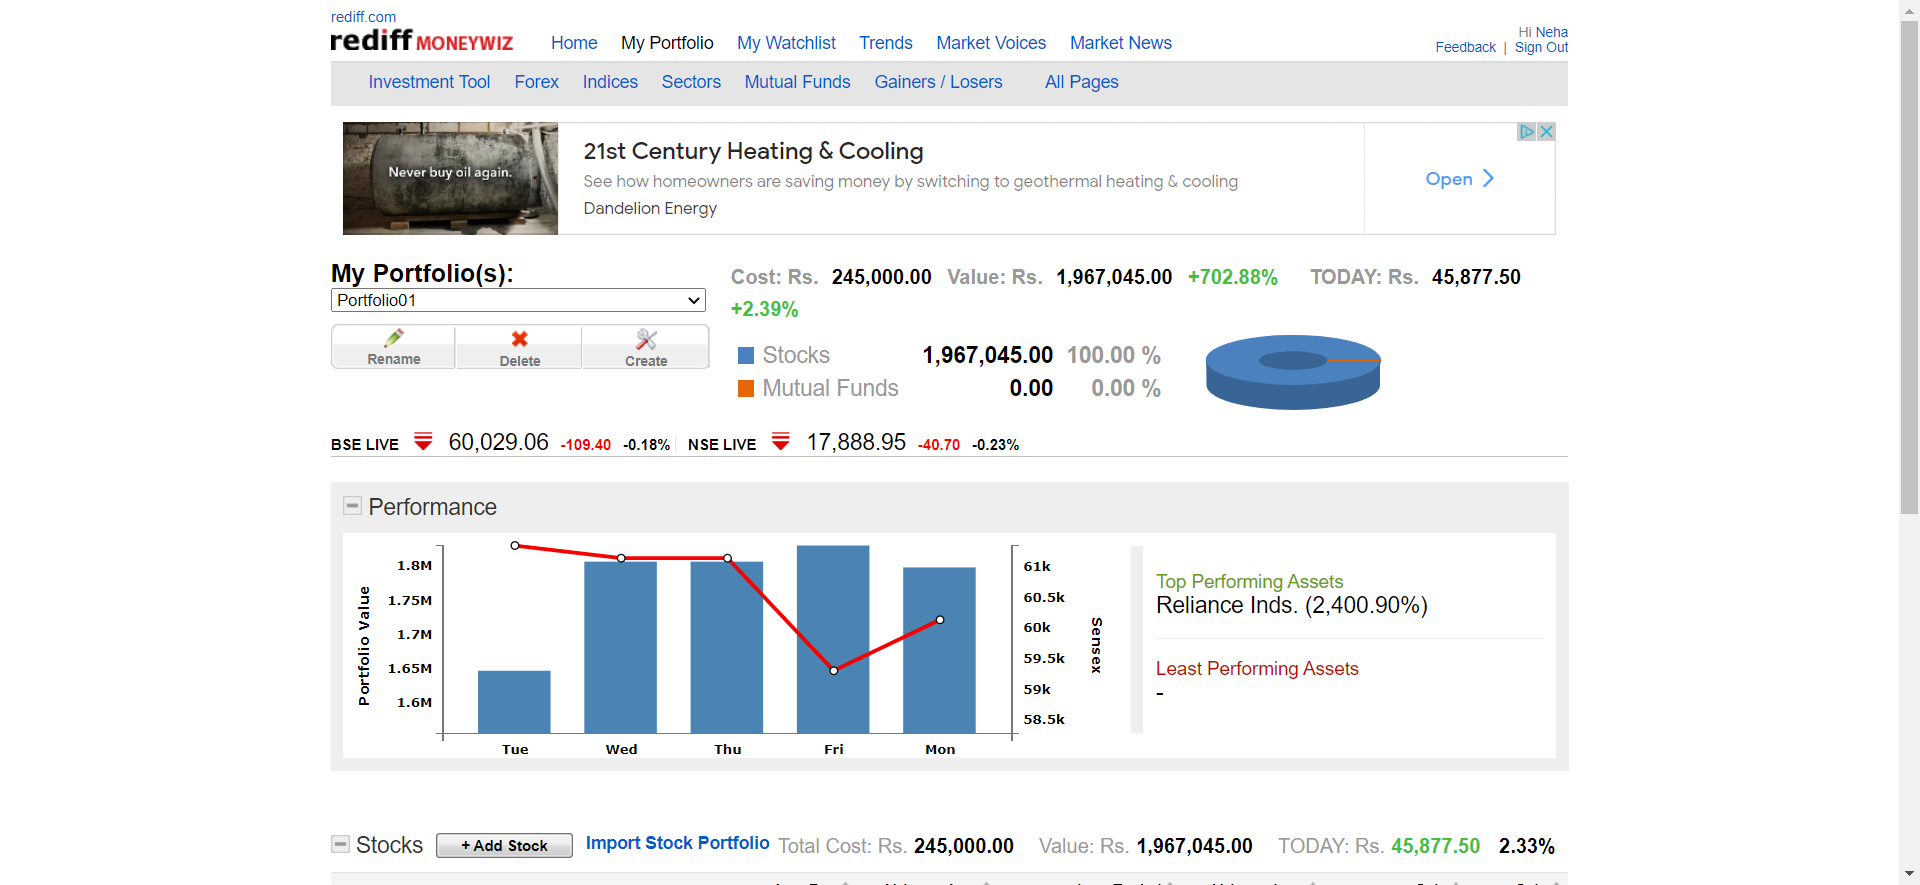 rediff.com
rediff MONEYWIZ
Home My Portfolio My Watchlist Trends Market Voices Market News
Hi Neha
Feedback | Sign Out
Investment Tool Forex Indices Sectors Mutual Funds Gainers / Losers All Pages
Never buy oil again.
21st Century Heating & Cooling
See how homeowners are saving money by switching to geothermal heating & cooling
Dandelion Energy
Open
My Portfolio(s):
Portfolio01
Rename Delete Create
Cost: Rs. 245,000.00 Value: Rs. 1,967,045.00 +702.88% TODAY: Rs. 45,877.50
+2.39%
Stocks 1,967,045.00 100.00 %
Mutual Funds 0.00 0.00 %
BSE LIVE 60,029.06 -109.40 -0.18% NSE LIVE 17,888.95 -40.70 -0.23%
Performance
Portfolio Value
1.8M
1.75M
1.7M
1.65M
1.6M
Tue Wed Thu Fri Mon
61k
60.5k
60k
59.5k
59k
58.5k
Sensex
Top Performing Assets
Reliance Inds. (2,400.90%)
Least Performing Assets
-
Stocks + Add Stock Import Stock Portfolio Total Cost: Rs. 245,000.00 Value: Rs. 1,967,045.00 TODAY: Rs. 45,877.50 2.33%